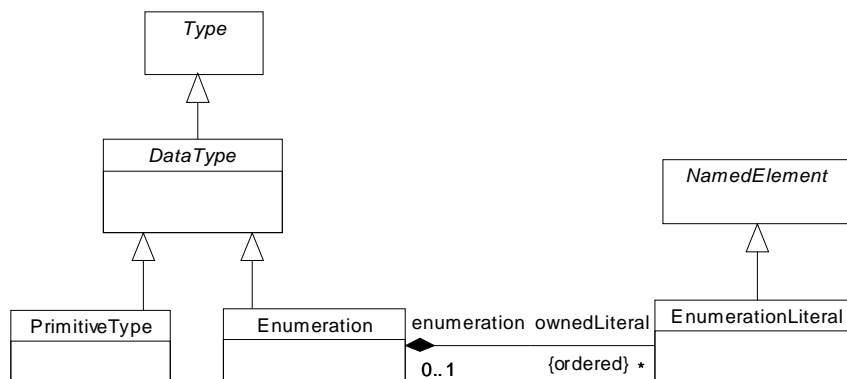 Type
DataType
NamedElement
PrimitiveType
Enumeration
enumeration ownedLiteral
EnumerationLiteral
0..1
{ordered} *